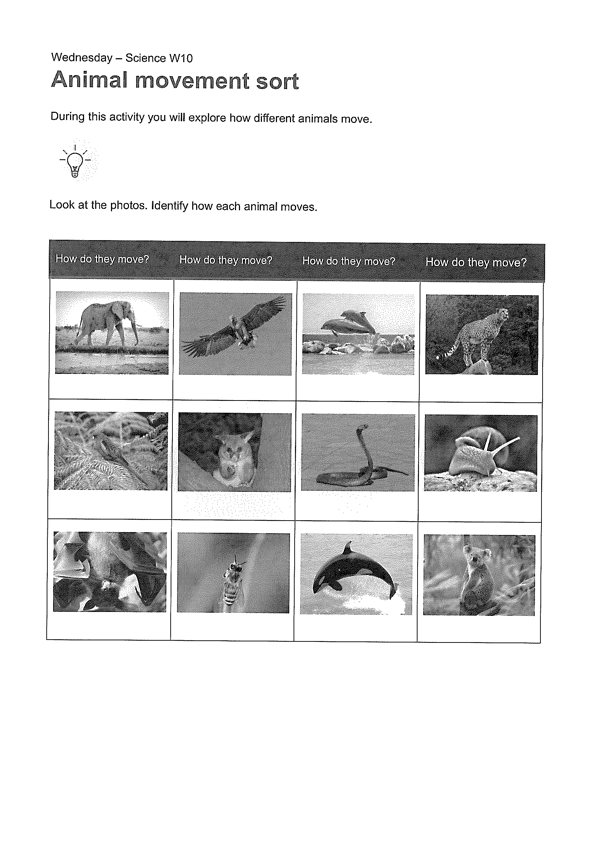 Wednesday – Science W10
Animal movement sort
During this activity you will explore how different animals move.
Look at the photos. Identify how each animal moves.
How do they move? How do they move? How do they move? How do they move?